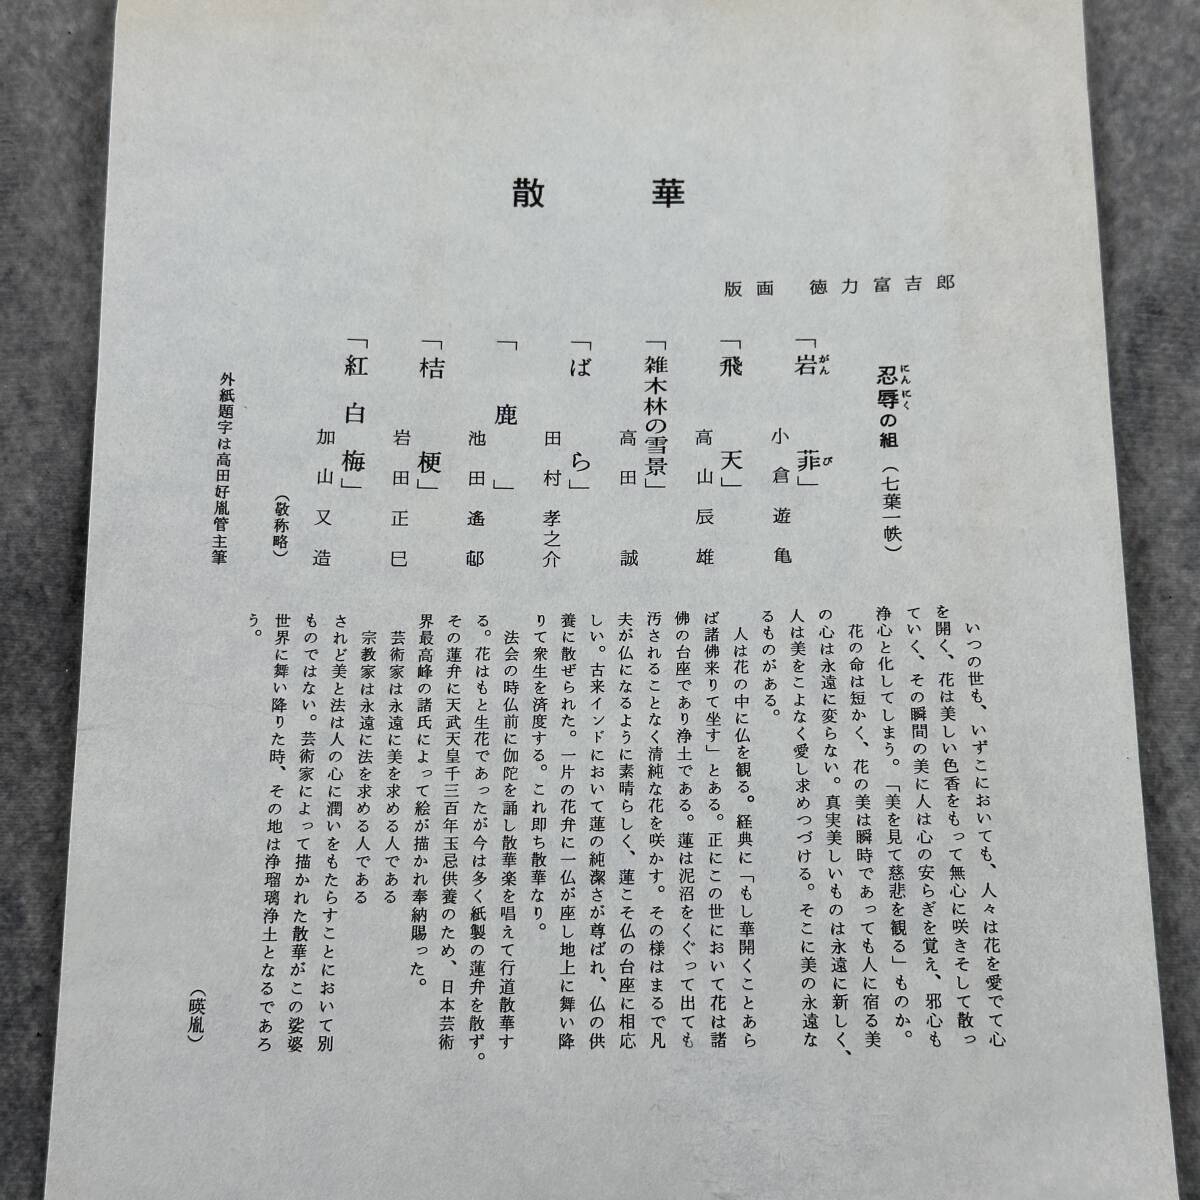 散華
版画 徳力富吉郎
忍辱の組（七葉一帙）
にんにく
「岩菲」
がん び
小倉遊亀
「飛天」
高山辰雄
「雑木林の雪景」
高田誠
「ばら」
田村孝之介
「鹿」
池田遙邨
「桔梗」
岩田正巳
「紅白梅」
加山又造
（敬称略）
外紙題字は高田好胤管主筆
いつの世も、いずこにおいても、人々は花を愛でて心
を開く、花は美しい色香をもって無心に咲きそして散っ
ていく、その瞬間の美に人は心の安らぎを覚え、邪心も
浄心と化してしまう。「美を見て慈悲を観る」ものか。
花の命は短かく、花の美は瞬時であっても人に宿る美
の心は永遠に変らない。真実美しいものは永遠に新しく、
人は美をこよなく愛し求めつづける。そこに美の永遠な
るものがある。
人は花の中に仏を観る。経典に「もし華開くことあら
ば諸佛来りて坐す」とある。正にこの世において花は諸
佛の台座であり浄土である。蓮は泥沼をくぐって出ても
汚されることなく清純な花を咲かす。その様はまるで凡
夫が仏になるように素晴らしく、蓮こそ仏の台座に相応
しい。古来インドにおいて蓮の純潔さが尊ばれ、仏の供
養に散ぜられた。一片の花弁に一仏が座し地上に舞い降
りて衆生を済度する。これ即ち散華なり。
法会の時仏前に伽陀を誦し散華楽を唱えて行道散華す
る。花はもと生花であったが今は多く紙製の蓮弁を散ず。
その蓮弁に天武天皇千三百年玉忌供養のため、日本芸術
界最高峰の諸氏によって絵が描かれ奉納賜った。
芸術家は永遠に美を求める人である
宗教家は永遠に法を求める人である
されど美と法は人の心に潤いをもたらすことにおいて別
ものではない。芸術家によって描かれた散華がこの娑婆
世界に舞い降りた時、その地は浄瑠璃浄土となるであろ
う。
（暎胤）